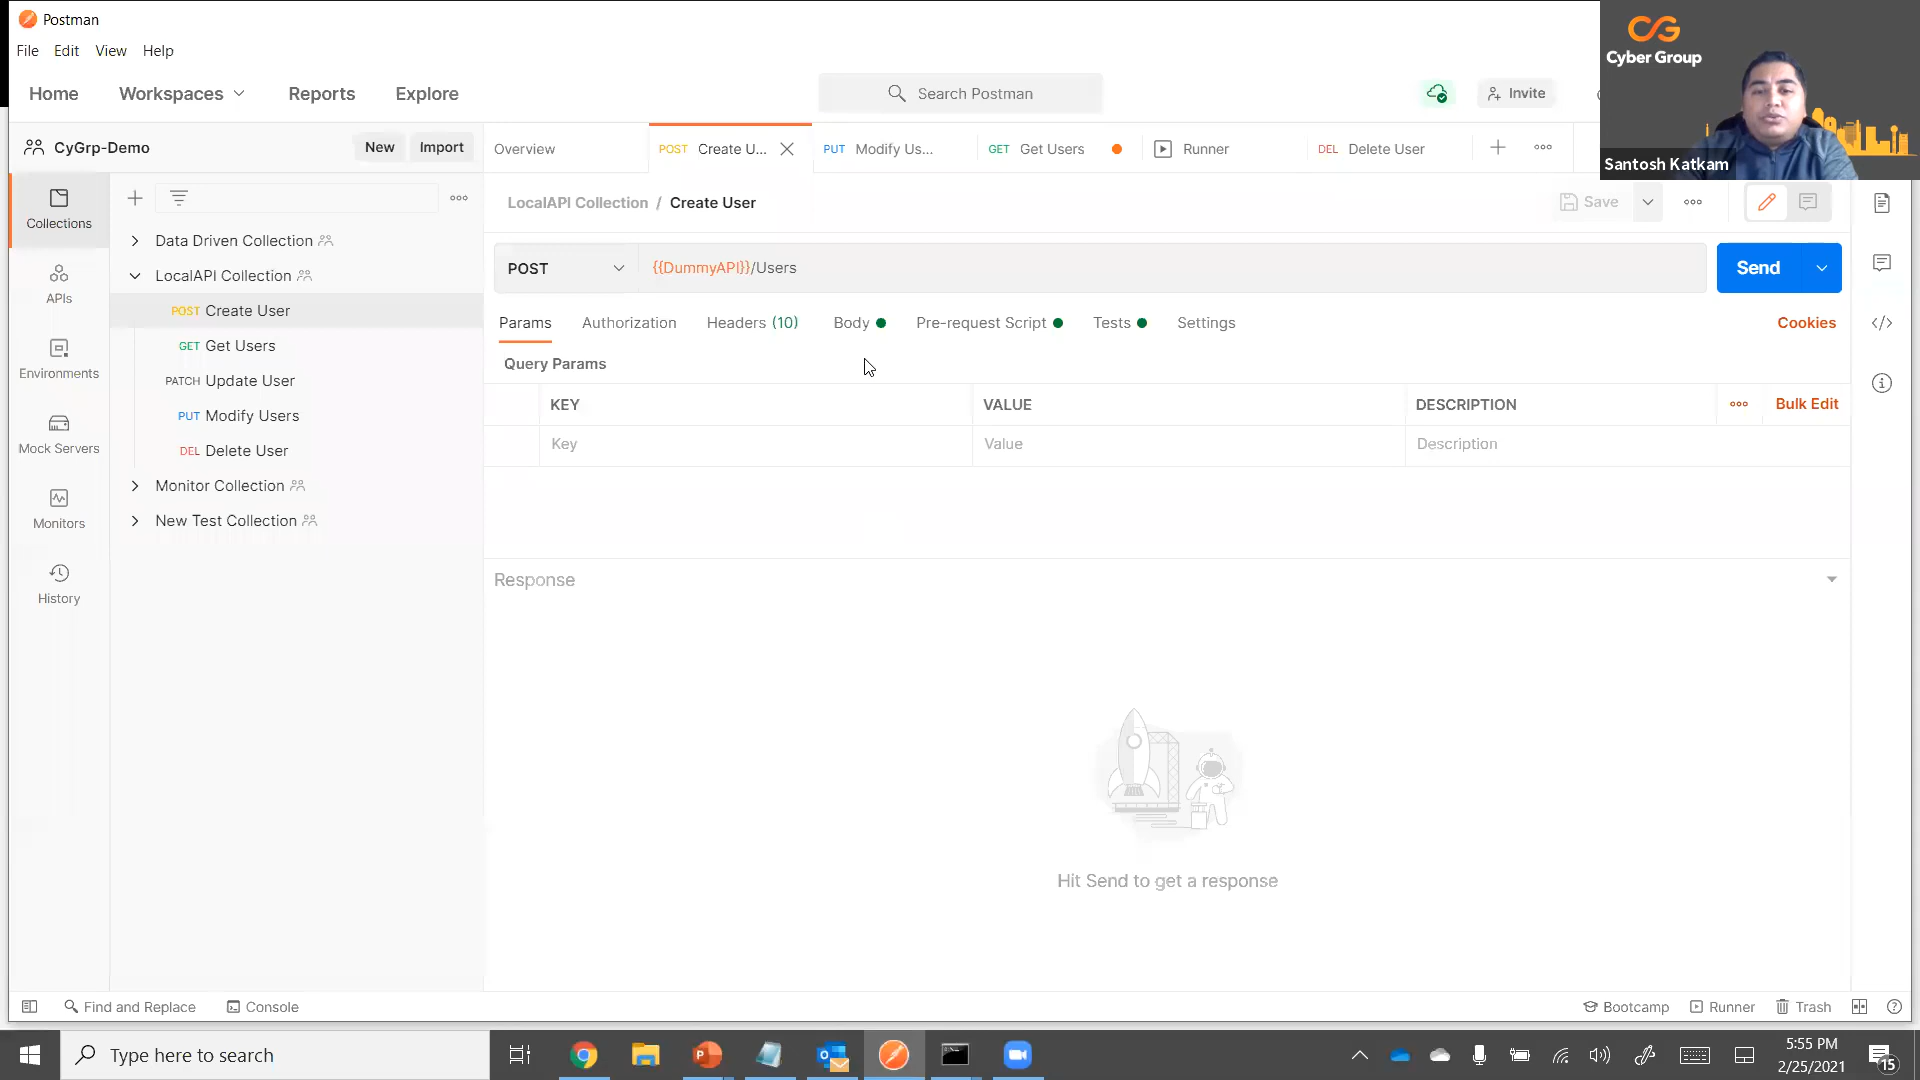 Postman
File Edit View Help
Home Workspaces Reports Explore
Search Postman
Invite
CG
Cyber Group
Santosh Katkam
CyGrp-Demo
New Import
Overview
POST Create U...
PUT Modify Us...
GET Get Users
Runner
DEL Delete User
Collections
APIs
Environments
Mock Servers
Monitors
History
Data Driven Collection
LocalAPI Collection
POST Create User
GET Get Users
PATCH Update User
PUT Modify Users
DEL Delete User
Monitor Collection
New Test Collection
LocalAPI Collection / Create User
Save
POST
{{DummyAPI}}/Users
Send
Params Authorization Headers (10) Body Pre-request Script Tests Settings
Cookies
Query Params
KEY VALUE DESCRIPTION
Bulk Edit
Key Value Description
Response
Hit Send to get a response
Find and Replace Console
Bootcamp Runner Trash
Type here to search
5:55 PM
2/25/2021
15